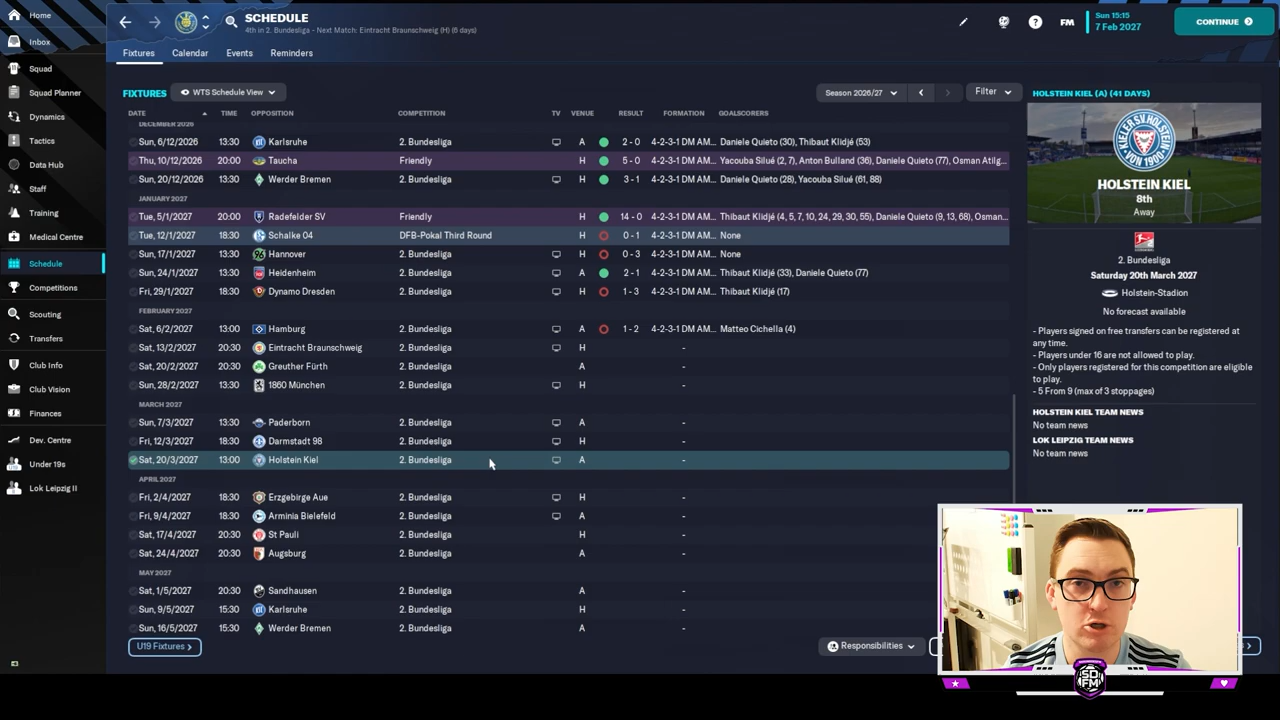 Home
Inbox
Squad
Squad Planner
Dynamics
Tactics
Data Hub
Staff
Training
Medical Centre
Schedule
Competitions
Scouting
Transfers
Club Info
Club Vision
Finances
Dev. Centre
Under 19s
Lok Leipzig II
SCHEDULE
4th in 2. Bundesliga - Next Match: Eintracht Braunschweig (H) (6 days)
FM
Sun 15:15
7 Feb 2027
CONTINUE
Fixtures Calendar Events Reminders
FIXTURES WTS Schedule View Season 2026/27 Filter
DATE TIME OPPOSITION COMPETITION TV VENUE RESULT FORMATION GOALSCORERS
DECEMBER 2026
Sun, 6/12/2026 13:30 Karlsruhe 2. Bundesliga A 2 - 0 4-2-3-1 DM AM... Daniele Quieto (30), Thibaut Klidjé (53)
Thu, 10/12/2026 20:00 Taucha Friendly H 5 - 0 4-2-3-1 DM AM... Yacouba Silué (2, 7), Anton Bulland (36), Daniele Quieto (77), Osman Atilg...
Sun, 20/12/2026 13:30 Werder Bremen 2. Bundesliga H 3 - 1 4-2-3-1 DM AM... Daniele Quieto (28), Yacouba Silué (61, 88)
JANUARY 2027
Tue, 5/1/2027 20:00 Radefelder SV Friendly H 14 - 0 4-2-3-1 DM AM... Thibaut Klidjé (4, 5, 7, 10, 24, 29, 30, 55), Daniele Quieto (9, 13, 68), Osman...
Tue, 12/1/2027 18:30 Schalke 04 DFB-Pokal Third Round H 0 - 1 4-2-3-1 DM AM... None
Sun, 17/1/2027 13:30 Hannover 2. Bundesliga H 0 - 3 4-2-3-1 DM AM... None
Sun, 24/1/2027 13:30 Heidenheim 2. Bundesliga A 2 - 1 4-2-3-1 DM AM... Thibaut Klidjé (33), Daniele Quieto (77)
Fri, 29/1/2027 18:30 Dynamo Dresden 2. Bundesliga H 1 - 3 4-2-3-1 DM AM... Thibaut Klidjé (17)
FEBRUARY 2027
Sat, 6/2/2027 13:00 Hamburg 2. Bundesliga A 1 - 2 4-2-3-1 DM AM... Matteo Cichella (4)
Sat, 13/2/2027 20:30 Eintracht Braunschweig 2. Bundesliga H -
Sat, 20/2/2027 20:30 Greuther Fürth 2. Bundesliga A -
Sun, 28/2/2027 13:30 1860 München 2. Bundesliga H -
MARCH 2027
Sun, 7/3/2027 13:30 Paderborn 2. Bundesliga A -
Fri, 12/3/2027 18:30 Darmstadt 98 2. Bundesliga H -
Sat, 20/3/2027 13:00 Holstein Kiel 2. Bundesliga A -
APRIL 2027
Fri, 2/4/2027 18:30 Erzgebirge Aue 2. Bundesliga H -
Fri, 9/4/2027 18:30 Arminia Bielefeld 2. Bundesliga A -
Sat, 17/4/2027 20:30 St Pauli 2. Bundesliga H -
Sat, 24/4/2027 20:30 Augsburg 2. Bundesliga A -
MAY 2027
Sat, 1/5/2027 20:30 Sandhausen 2. Bundesliga A -
Sun, 9/5/2027 15:30 Karlsruhe 2. Bundesliga H -
Sun, 16/5/2027 15:30 Werder Bremen 2. Bundesliga A -
U19 Fixtures
Responsibilities
HOLSTEIN KIEL (A) (41 DAYS)
HOLSTEIN KIEL
8th
Away
2. Bundesliga
Saturday 20th March 2027
Holstein-Stadion
No forecast available
- Players signed on free transfers can be registered at
any time.
- Players under 16 are not allowed to play.
- Only players registered for this competition are eligible
to play.
- 5 From 9 (max of 3 stoppages)
HOLSTEIN KIEL TEAM NEWS
No team news
LOK LEIPZIG TEAM NEWS
No team news
SD
FM